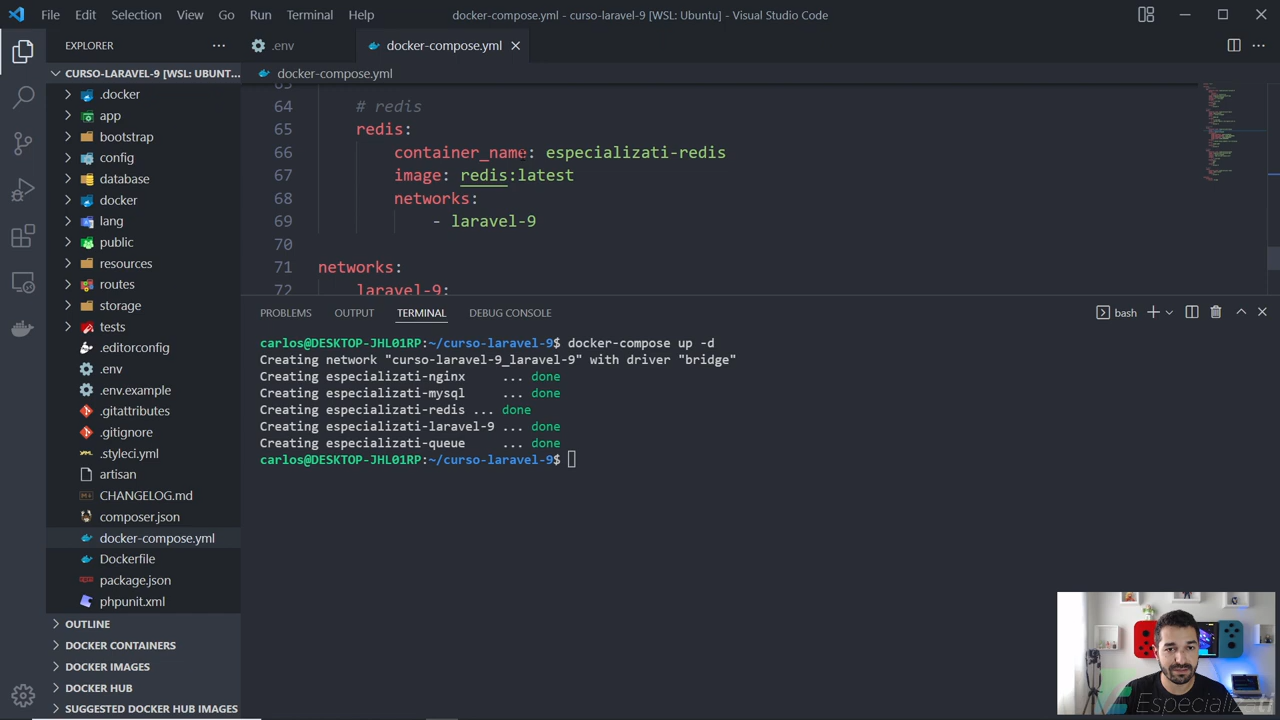 File Edit Selection View Go Run Terminal Help docker-compose.yml - curso-laravel-9 [WSL: Ubuntu] - Visual Studio Code
EXPLORER
.env docker-compose.yml
CURSO-LARAVEL-9 [WSL: UBUNT...
docker-compose.yml
.docker
app
bootstrap
config
database
docker
lang
public
resources
routes
storage
tests
.editorconfig
.env
.env.example
.gitattributes
.gitignore
.styleci.yml
artisan
CHANGELOG.md
composer.json
docker-compose.yml
Dockerfile
package.json
phpunit.xml
OUTLINE
DOCKER CONTAINERS
DOCKER IMAGES
DOCKER HUB
SUGGESTED DOCKER HUB IMAGES
64 # redis
65 redis:
66 container_name: especializati-redis
67 image: redis:latest
68 networks:
69 - laravel-9
70
71 networks:
72 laravel-9:
PROBLEMS OUTPUT TERMINAL DEBUG CONSOLE
bash
carlos@DESKTOP-JHL01RP:~/curso-laravel-9$ docker-compose up -d
Creating network "curso-laravel-9_laravel-9" with driver "bridge"
Creating especializati-nginx ... done
Creating especializati-mysql ... done
Creating especializati-redis ... done
Creating especializati-laravel-9 ... done
Creating especializati-queue ... done
carlos@DESKTOP-JHL01RP:~/curso-laravel-9$